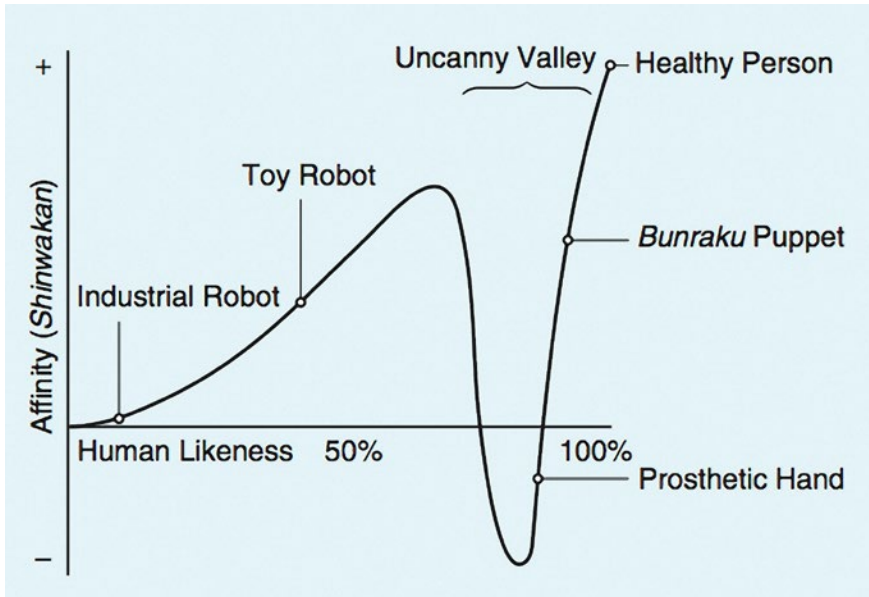 +
Uncanny Valley
Healthy Person
Toy Robot
Bunraku Puppet
Industrial Robot
Affinity (Shinwakan)
Human Likeness 50% 100%
Prosthetic Hand
–